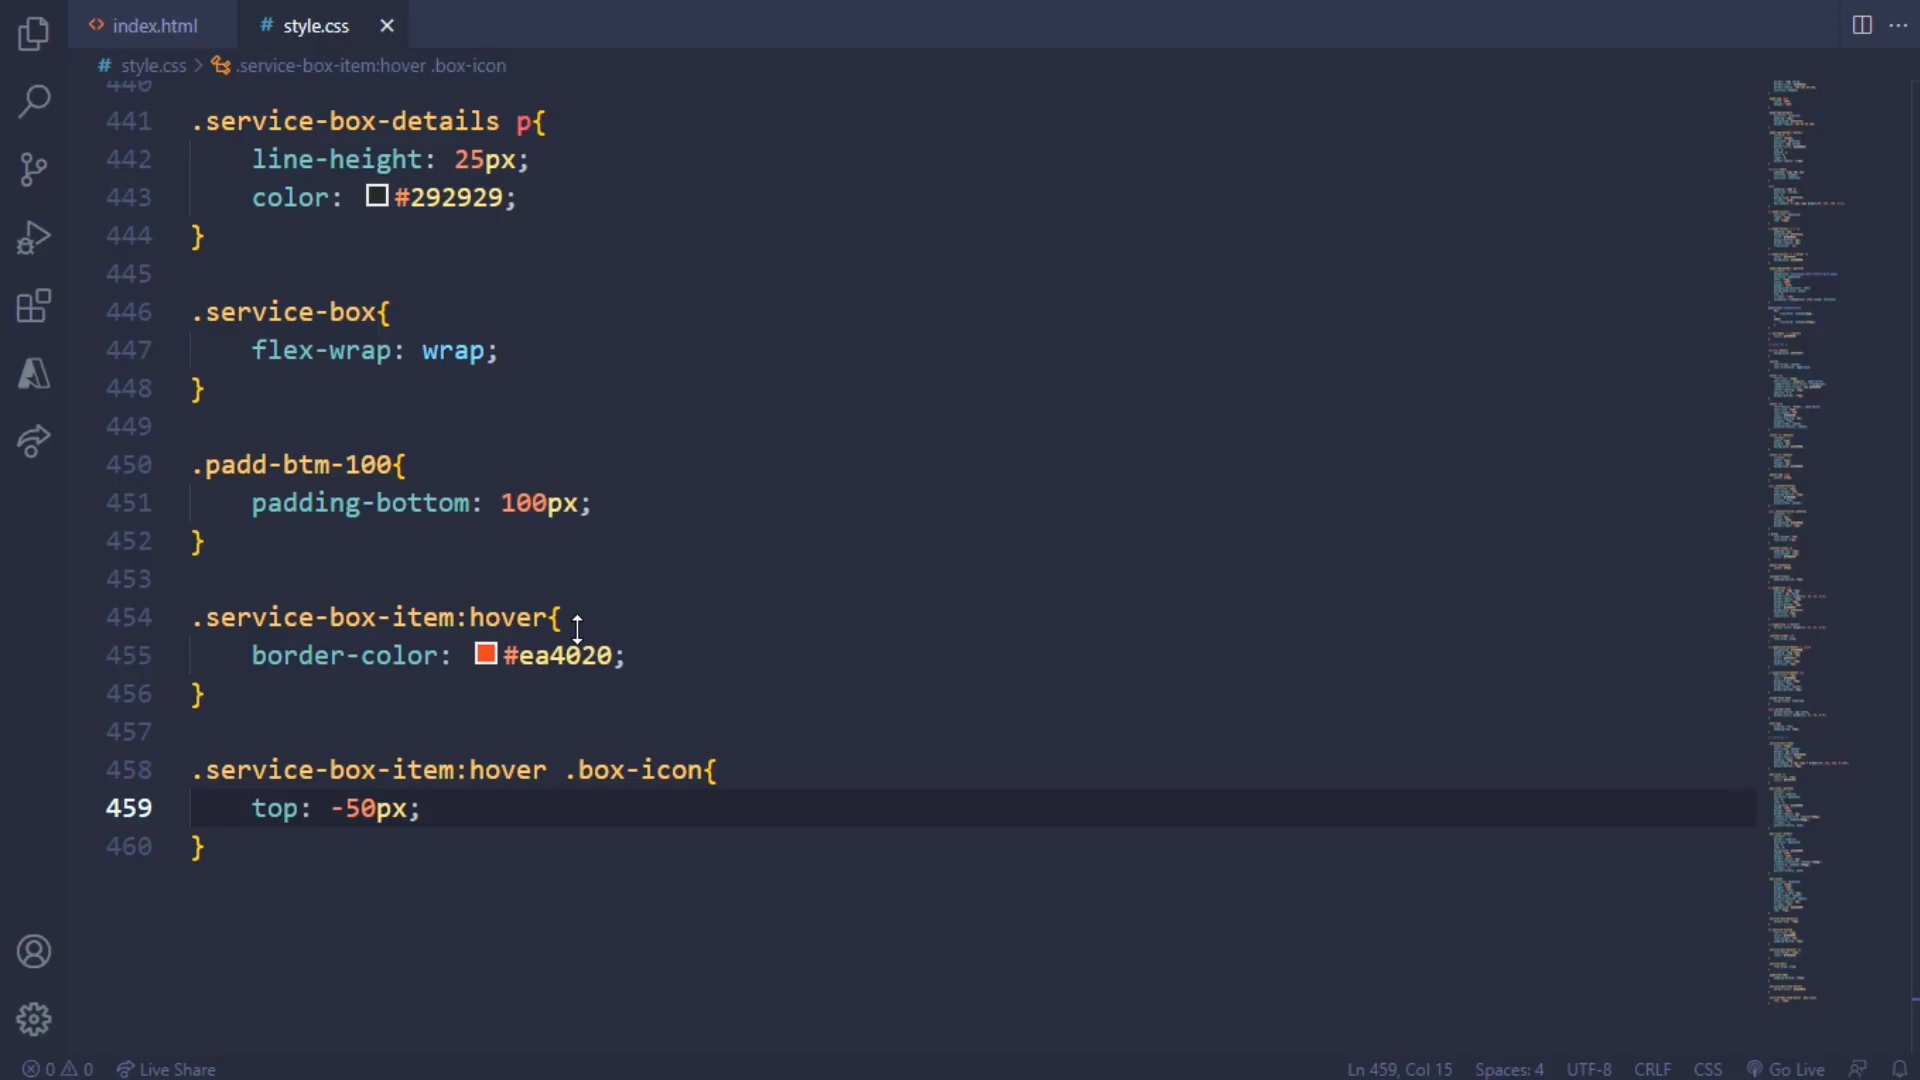 index.html
# style.css
# style.css > .service-box-item:hover .box-icon
440
441 .service-box-details p{
442 line-height: 25px;
443 color: #292929;
444 }
445
446 .service-box{
447 flex-wrap: wrap;
448 }
449
450 .padd-btm-100{
451 padding-bottom: 100px;
452 }
453
454 .service-box-item:hover{
455 border-color: #ea4020;
456 }
457
458 .service-box-item:hover .box-icon{
459 top: -50px;
460 }
0 0 Live Share Ln 459, Col 15 Spaces: 4 UTF-8 CRLF CSS Go Live